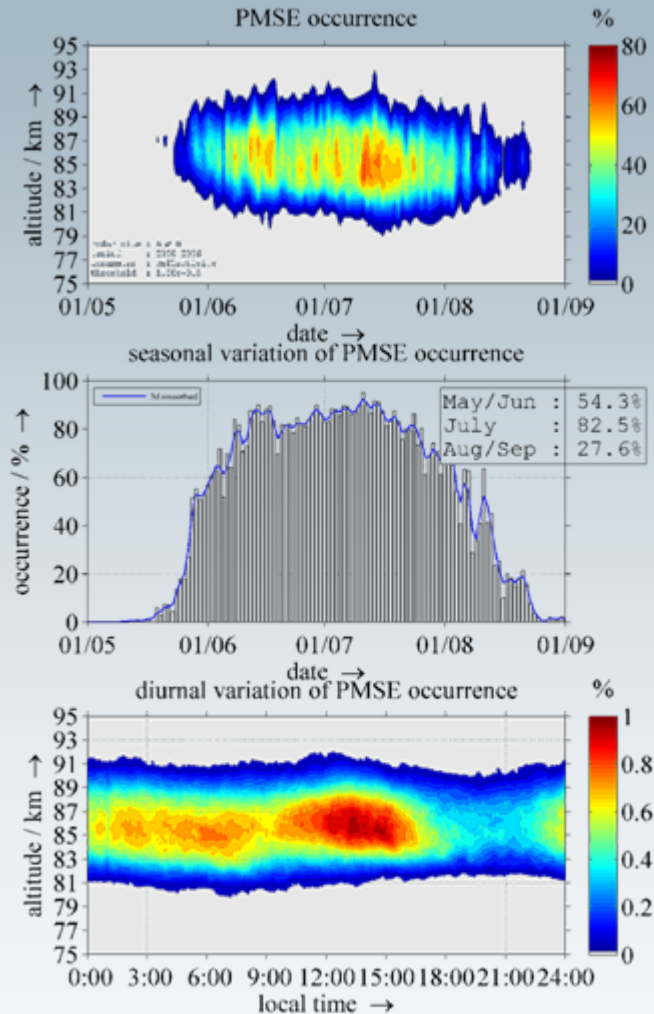 PMSE occurrence
%
95
93
91
89
87
85
83
81
79
77
75
altitude / km →
80
60
40
20
0
threshold
01/05 01/06 01/07 01/08 01/09
date →
seasonal variation of PMSE occurrence
100
80
60
40
20
0
occurrence / % →
3d smoothed
May/Jun : 54.3%
July : 82.5%
Aug/Sep : 27.6%
01/05 01/06 01/07 01/08 01/09
date →
diurnal variation of PMSE occurrence
%
95
93
91
89
87
85
83
81
79
77
75
altitude / km →
1
0.8
0.6
0.4
0.2
0
0:00 3:00 6:00 9:00 12:00 15:00 18:00 21:00 24:00
local time →